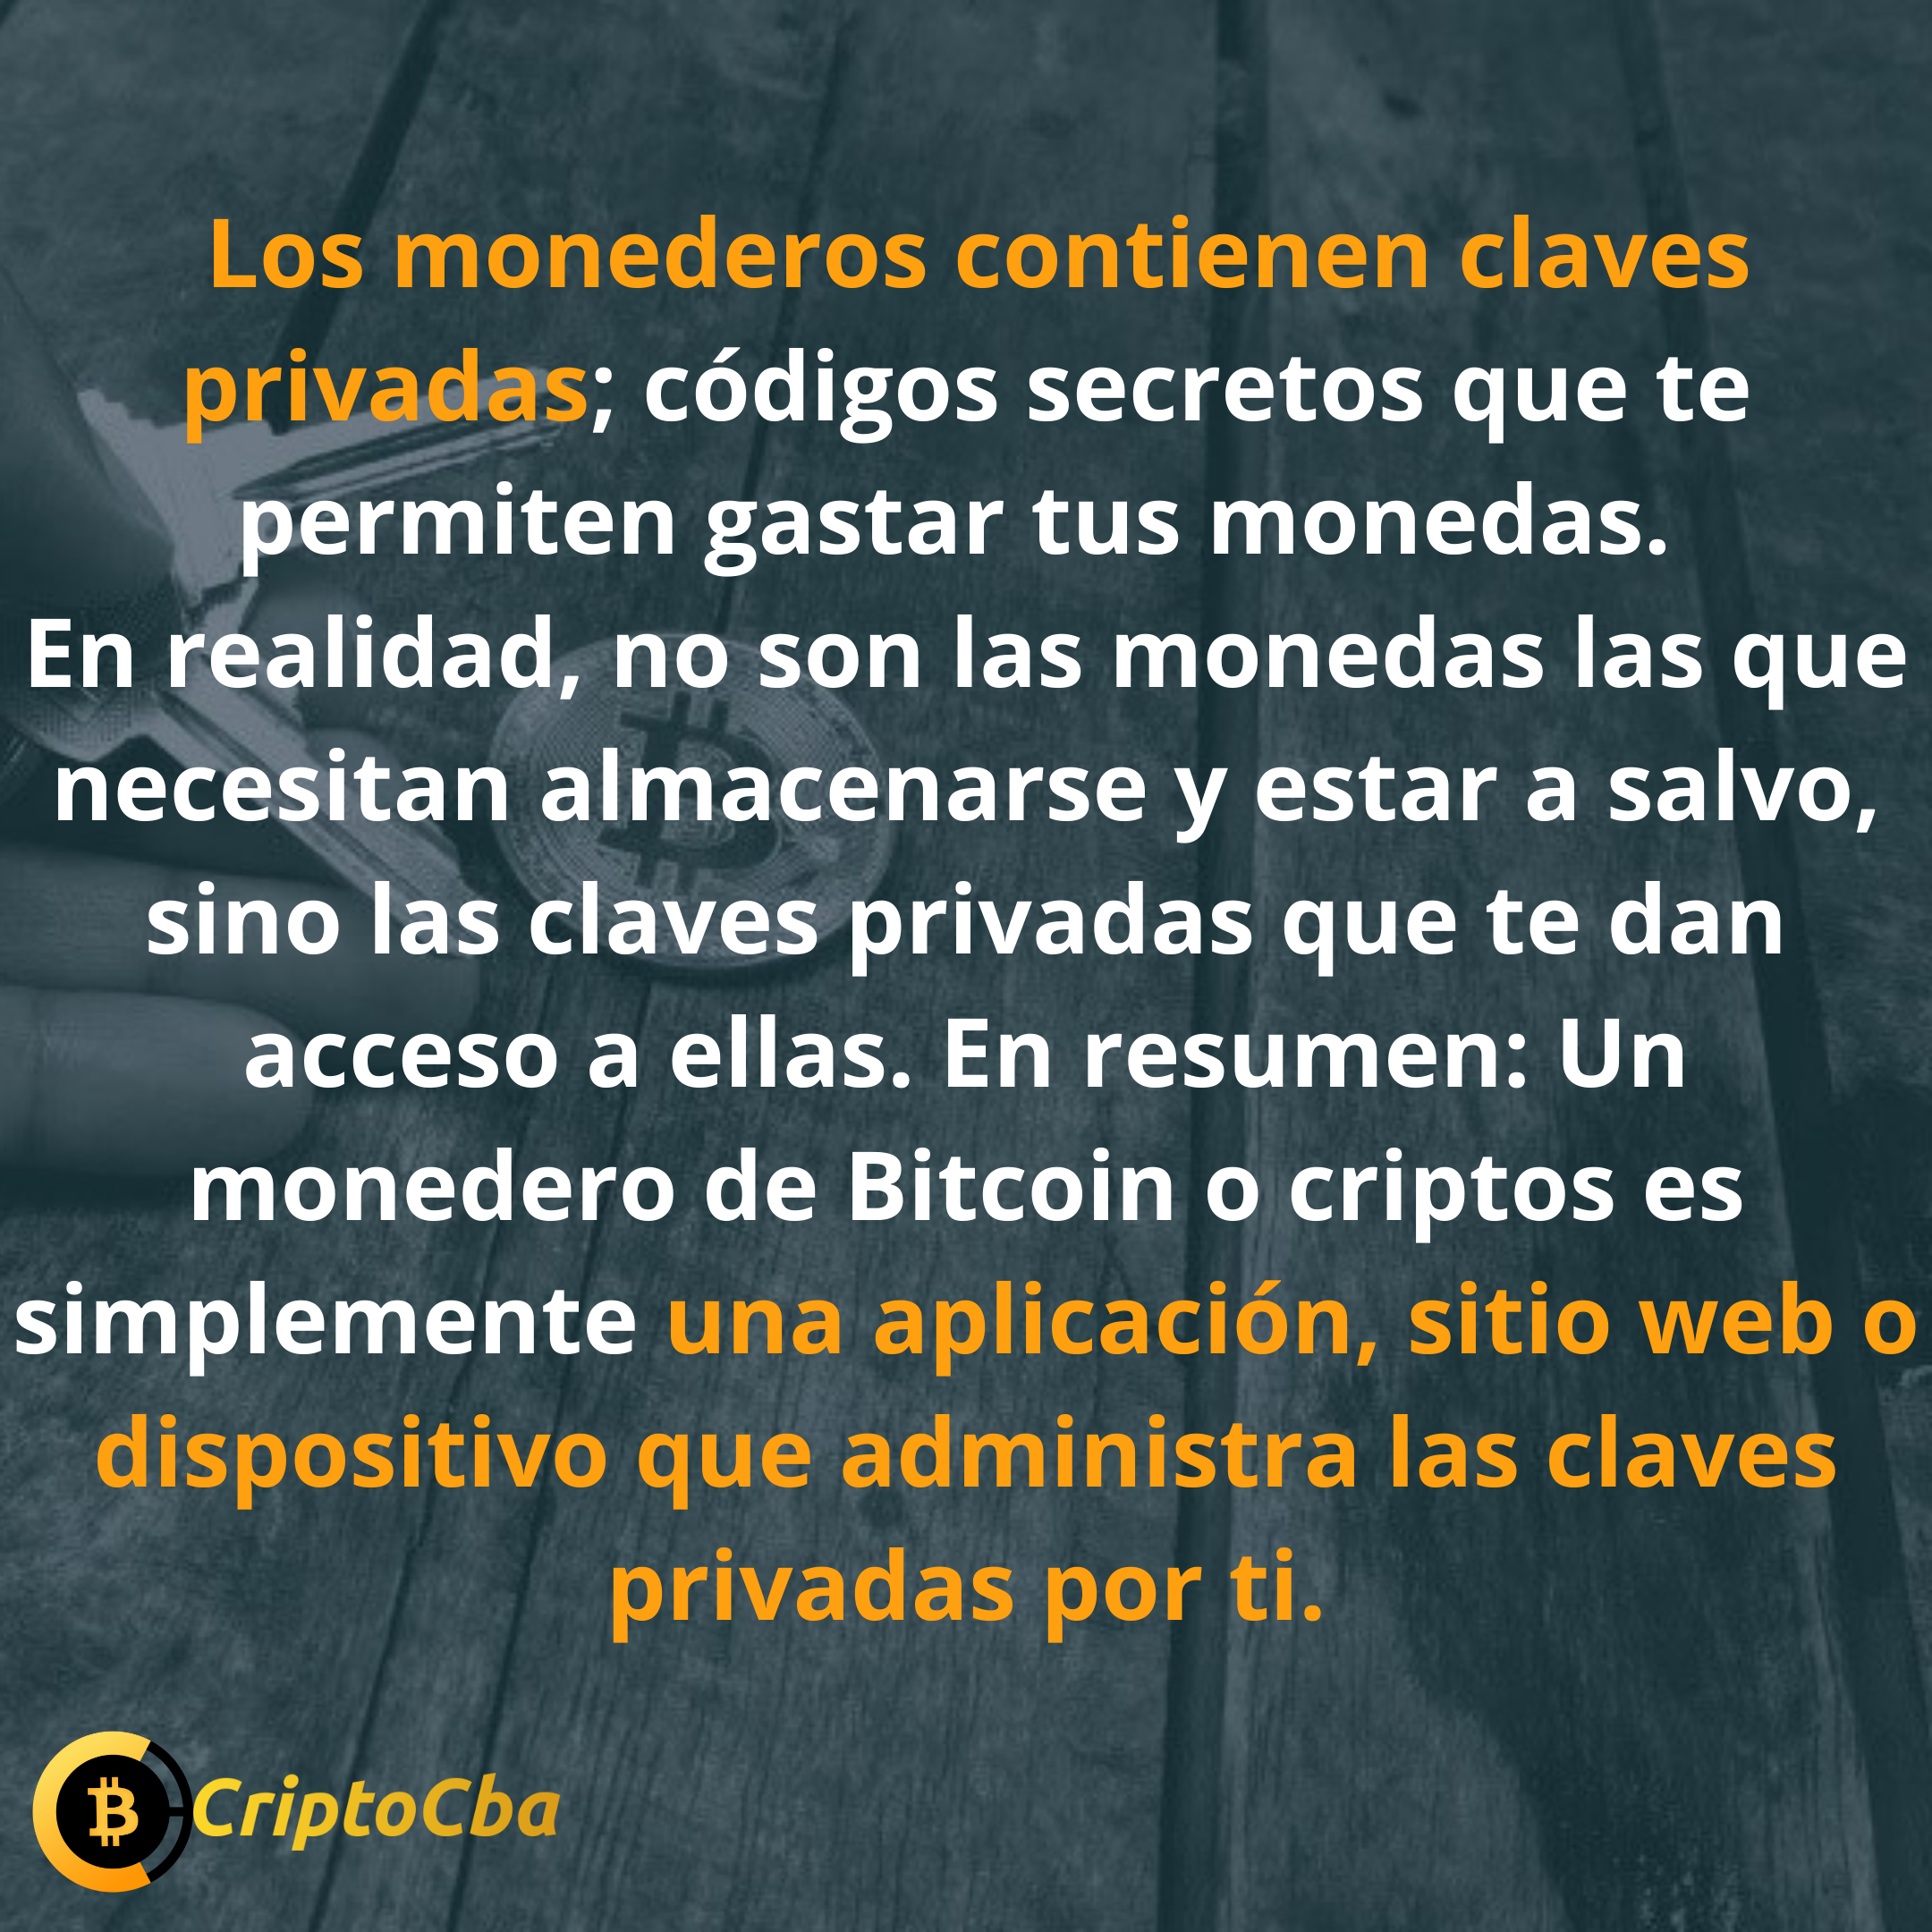 Los monederos contienen claves
privadas; códigos secretos que te
permiten gastar tus monedas.
En realidad, no son las monedas las que
necesitan almacenarse y estar a salvo,
sino las claves privadas que te dan
acceso a ellas. En resumen: Un
monedero de Bitcoin o criptos es
simplemente una aplicación, sitio web o
dispositivo que administra las claves
privadas por ti.
CriptoCba